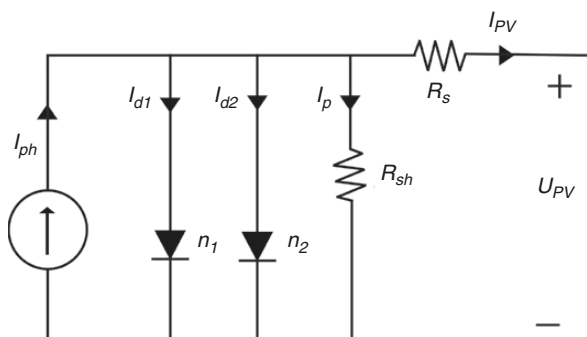 I_PV
I_d1
I_d2
I_p
R_s
+
I_ph
R_sh
U_PV
n_1
n_2
−